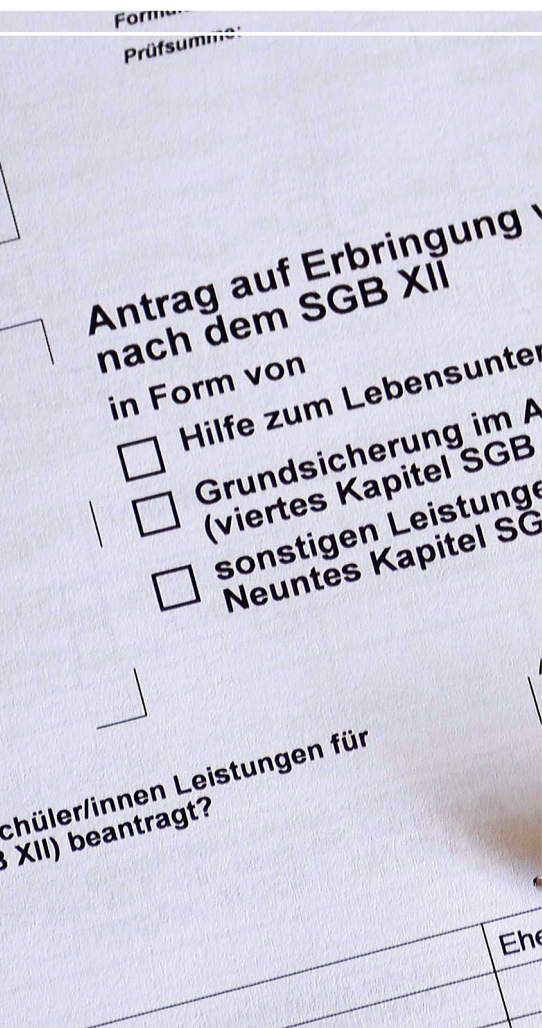 Prüfsumme:
Antrag auf Erbringung
nach dem SGB XII
in Form von
Hilfe zum Lebensunter
Grundsicherung im A
(viertes Kapitel SGB
sonstigen Leistunge
Neuntes Kapitel SG
chüler/innen Leistungen für
XII) beantragt?
Ehe